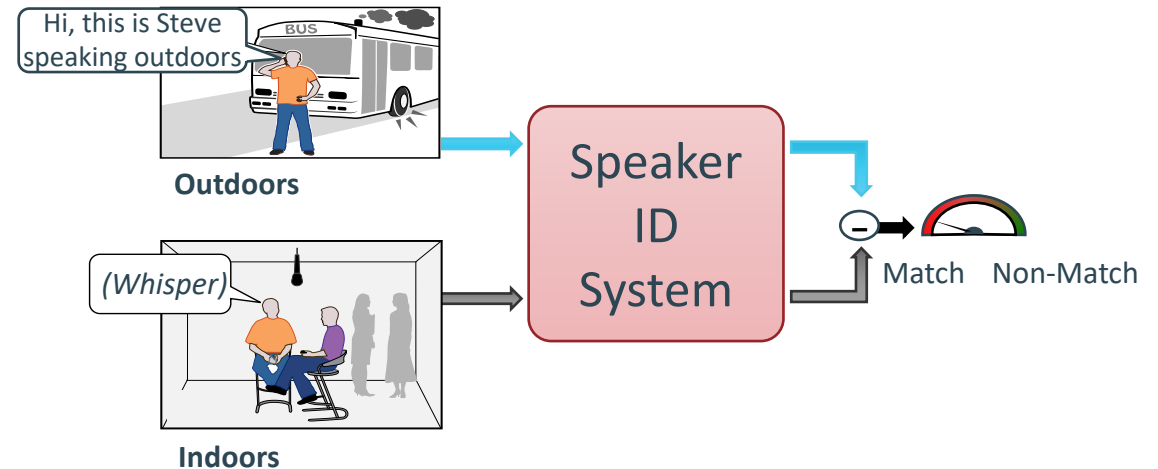 Hi, this is Steve
speaking outdoors
BUS
Outdoors
(Whisper)
Indoors
Speaker
ID
System
–
Match Non-Match